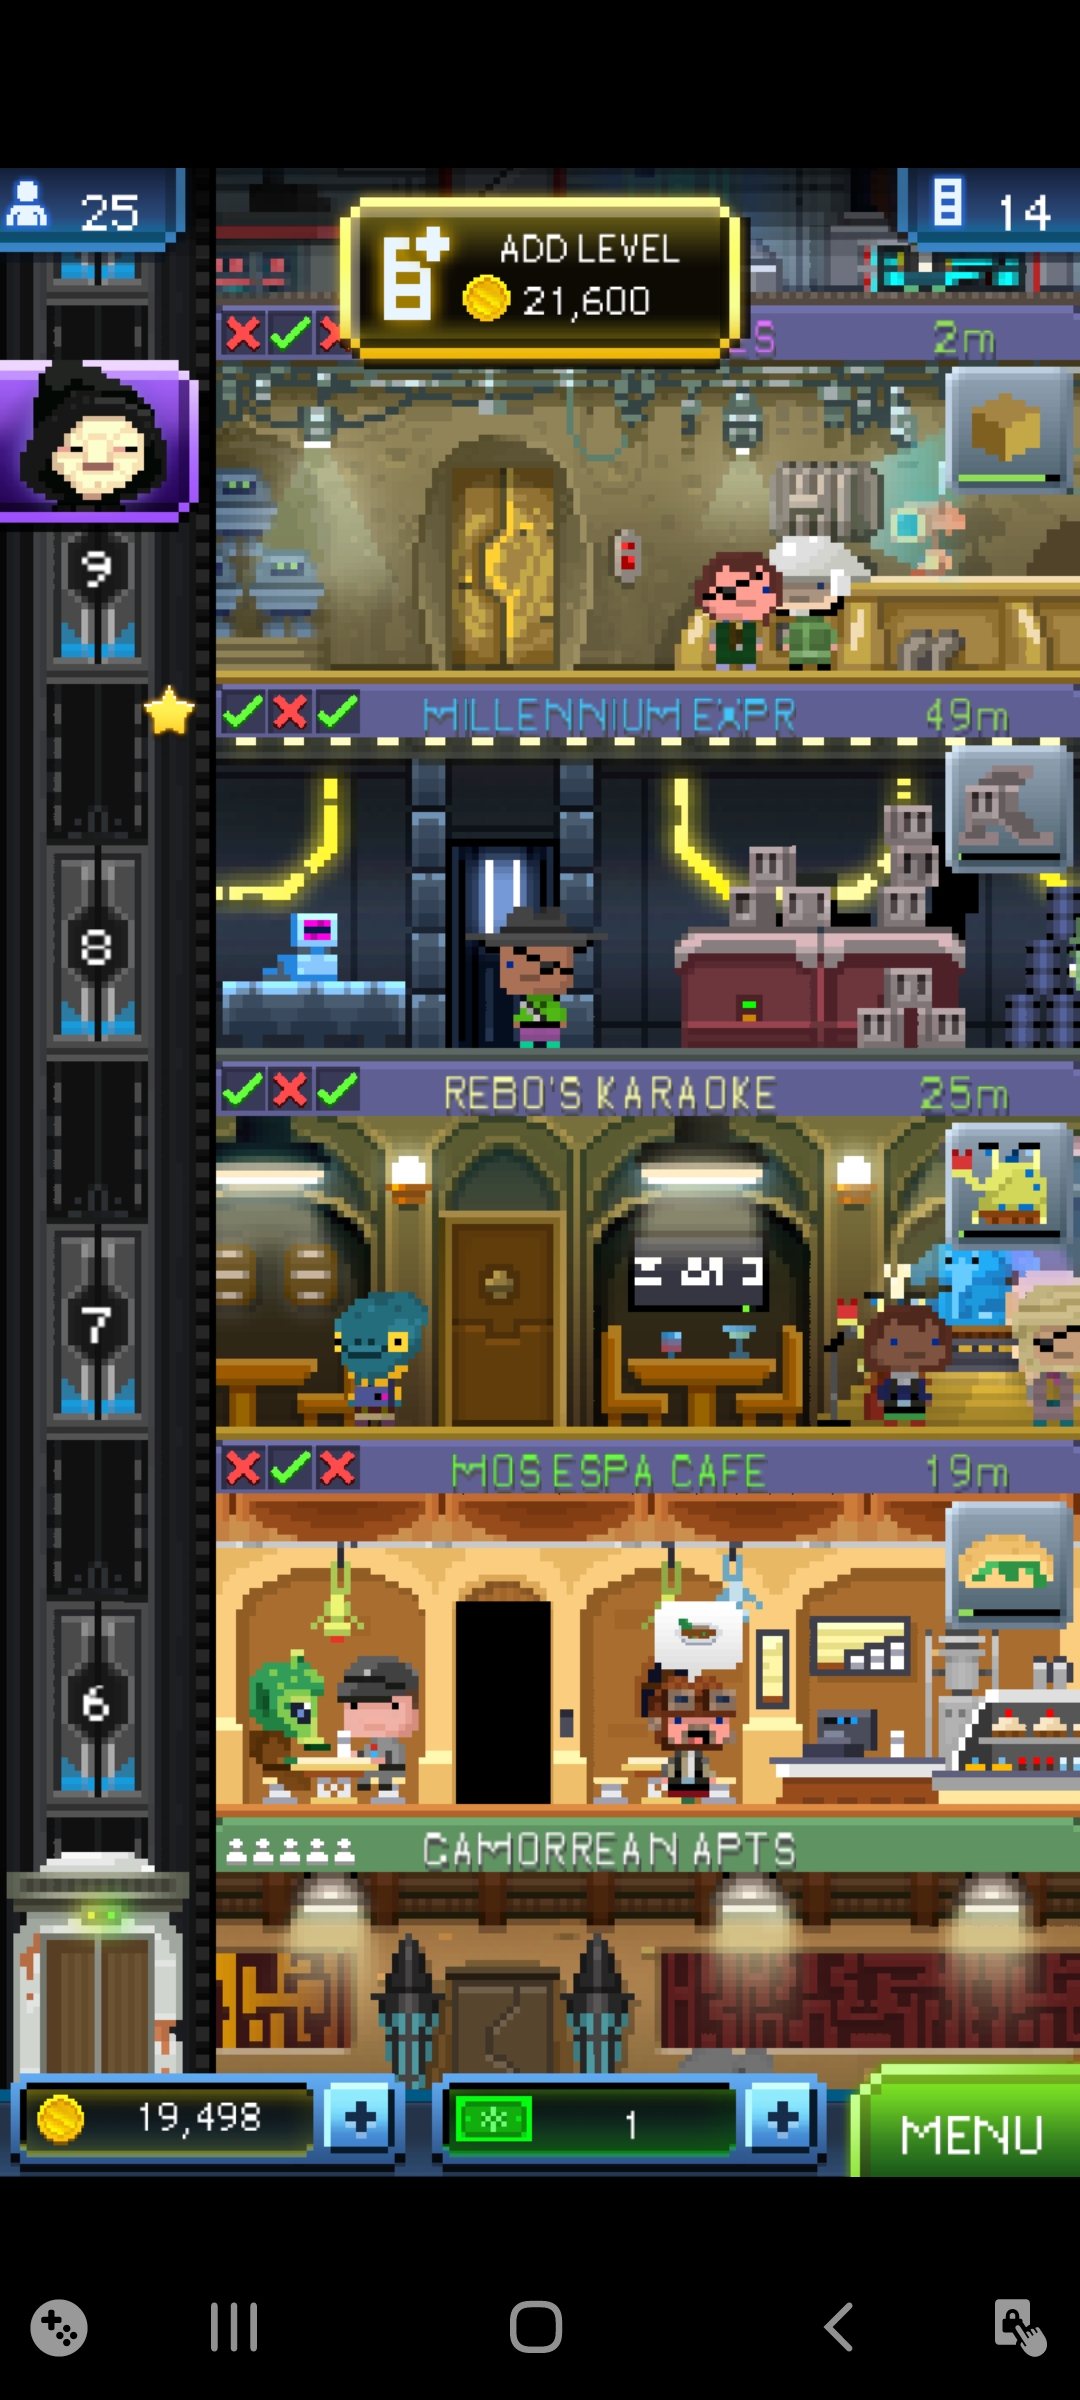 25
14
ADD LEVEL
21,600
ES
2m
9
MILLENNIUM EXPR
49m
8
REBO'S KARAOKE
25m
7
MOS ESPA CAFE
19m
6
CAMORREAN APTS
19,498
1
MENU